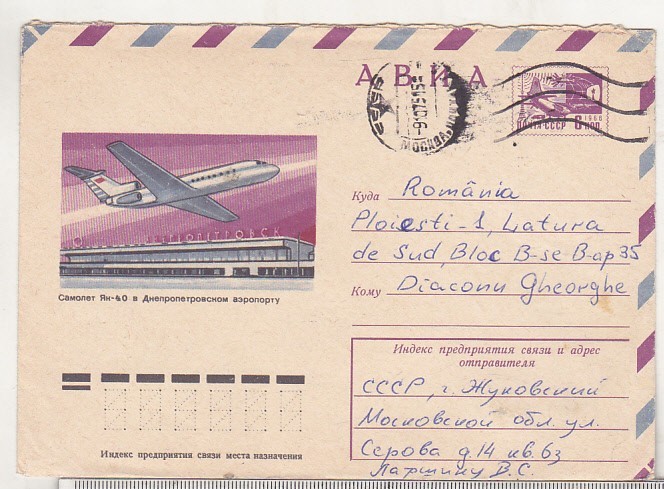 АВИА
ПОЧТА СССР 1966 6 КОП.
МОСКВА
Самолет Як-40 в Днепропетровском аэропорту
Куда
România
Ploiesti-1, Latura
de Sud, Bloc B-se B-ap 35
Кому
Diaconu Gheorghe
Индекс предприятия связи и адрес
отправителя
СССР, г. Жуковский
Московской обл. ул.
Серова д.14 кв.63
Паршину В.С.
Индекс предприятия связи места назначения